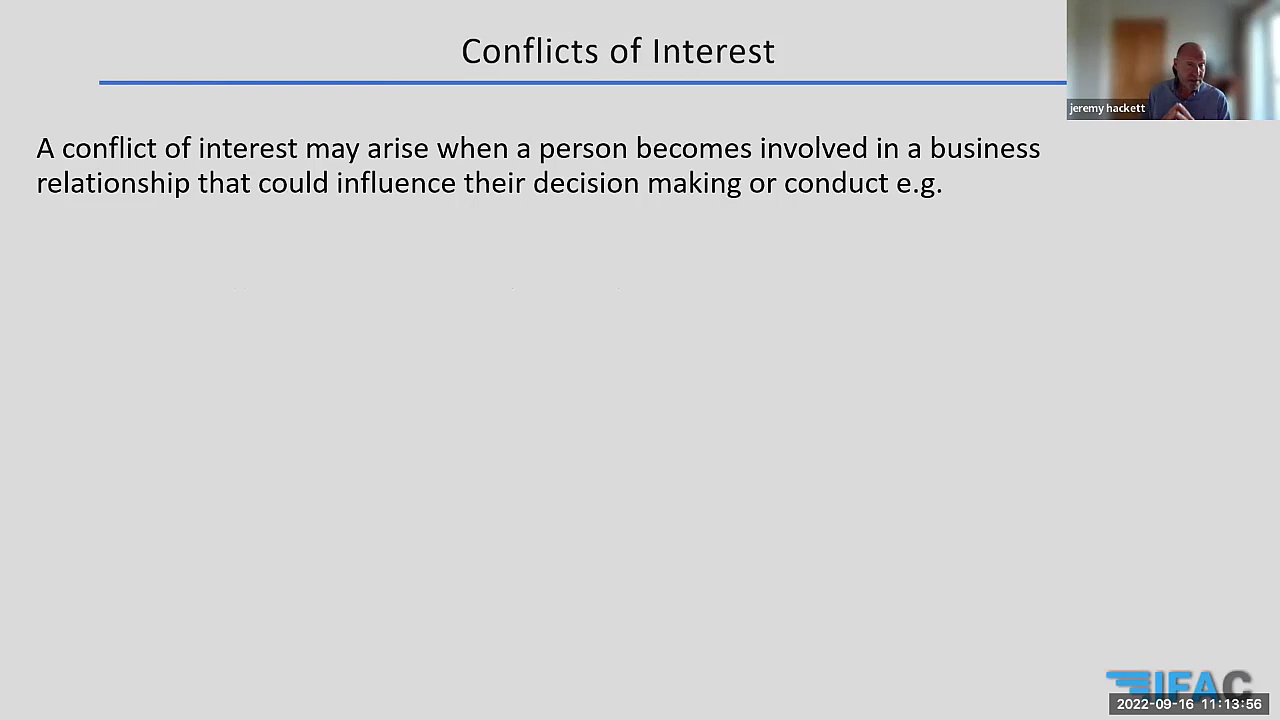 Conflicts of Interest
jeremy hackett
A conflict of interest may arise when a person becomes involved in a business
relationship that could influence their decision making or conduct e.g.
IFAC
2022-09-16 11:13:56